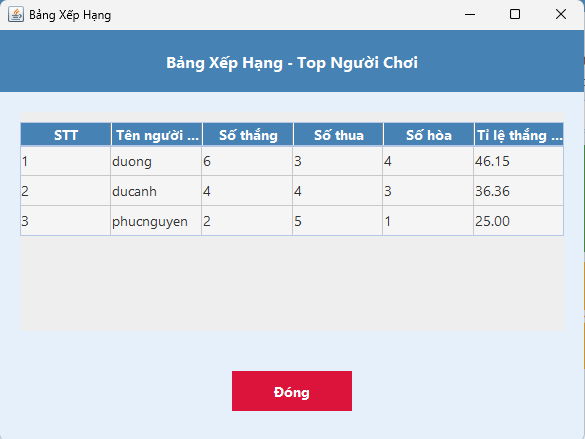 Bảng Xếp Hạng
Bảng Xếp Hạng - Top Người Chơi
STT Tên người ... Số thắng Số thua Số hòa Tỉ lệ thắng ...
1 duong 6 3 4 46.15
2 ducanh 4 4 3 36.36
3 phucnguyen 2 5 1 25.00
Đóng